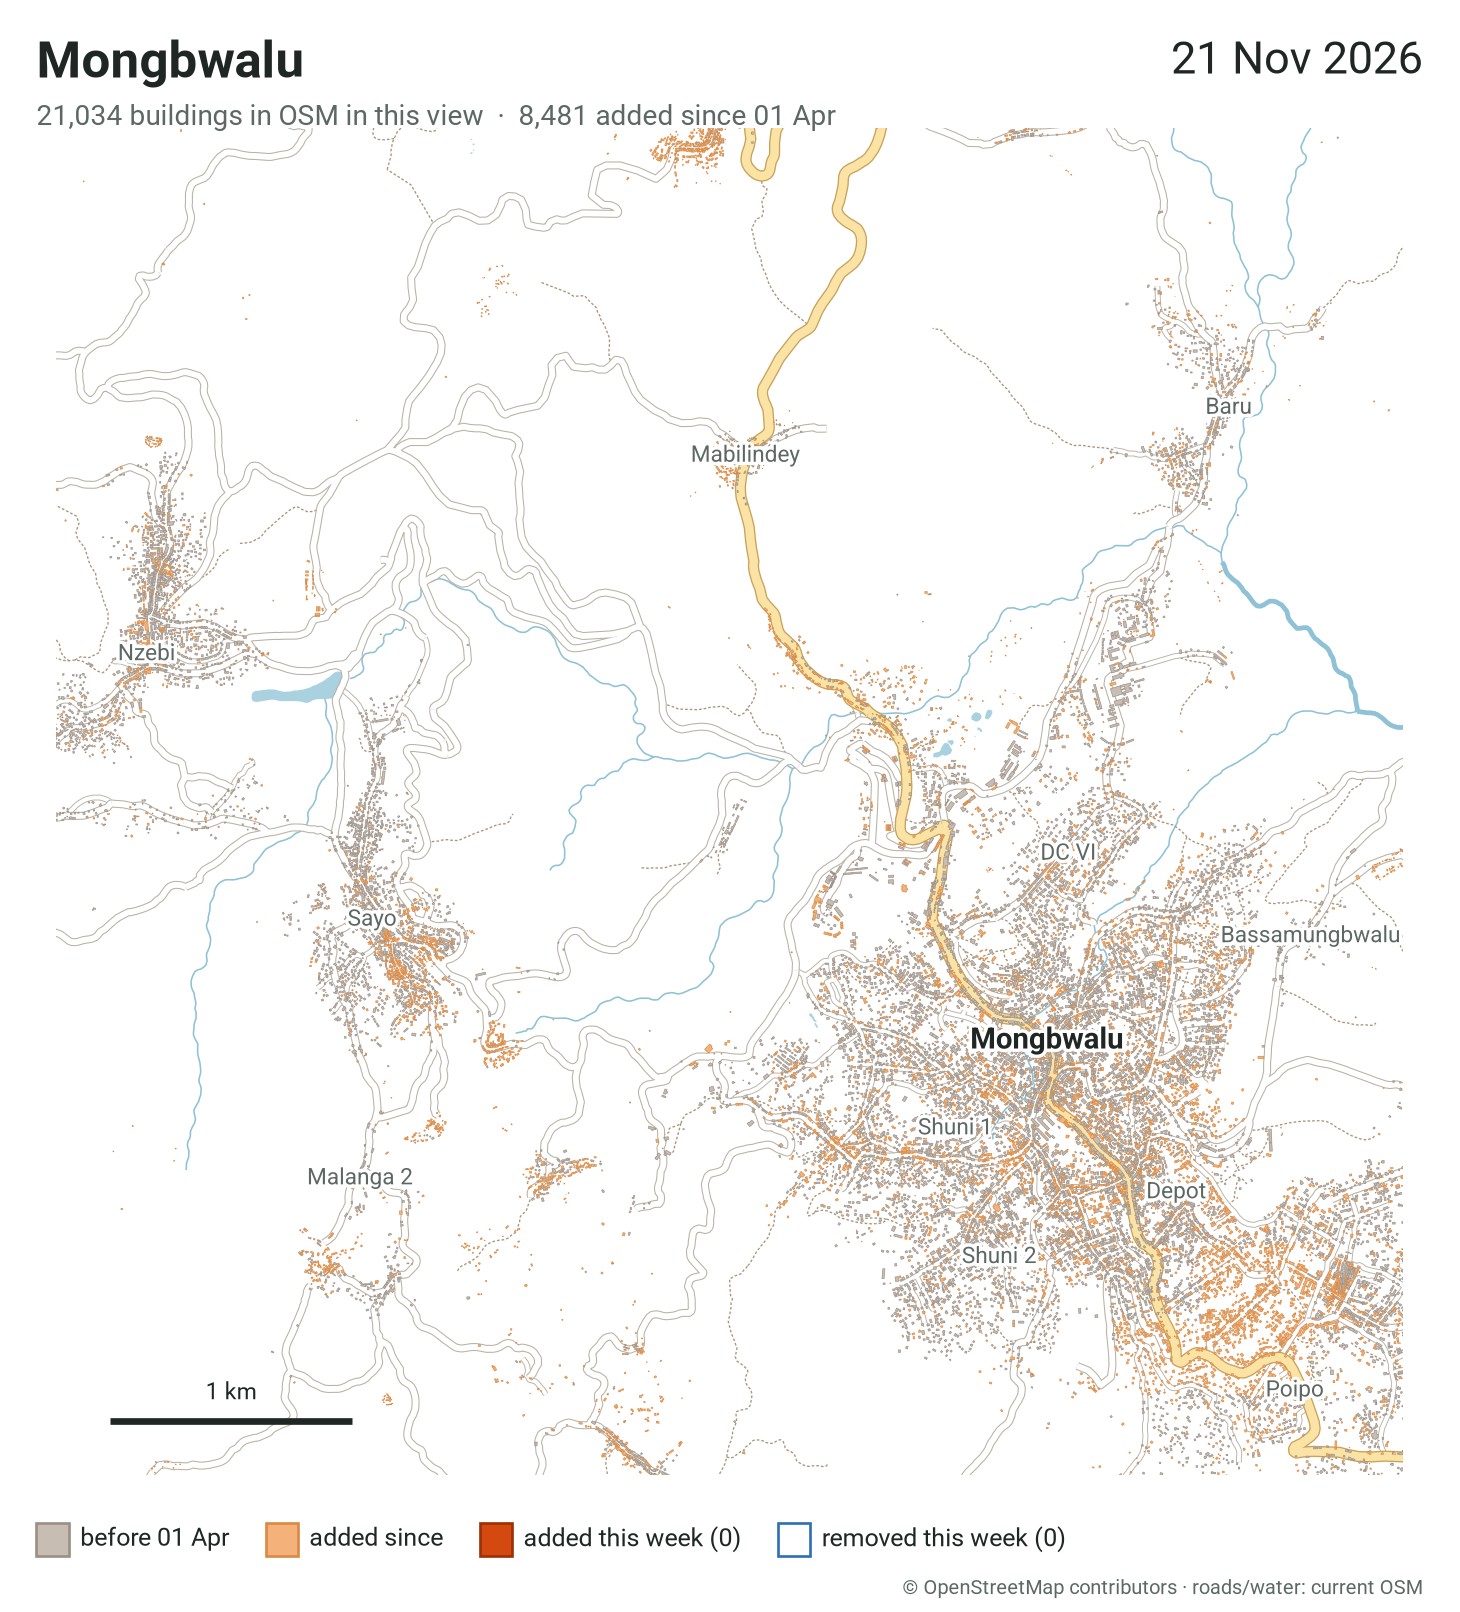 Mongbwalu
21 Nov 2026
21,034 buildings in OSM in this view · 8,481 added since 01 Apr
Baru
Mabilindey
Nzebi
DC VI
Sayo
Bassamungbwalu
Mongbwalu
Shuni 1
Malanga 2
Depot
Shuni 2
Poipo
1 km
before 01 Apr
added since
added this week (0)
removed this week (0)
© OpenStreetMap contributors · roads/water: current OSM